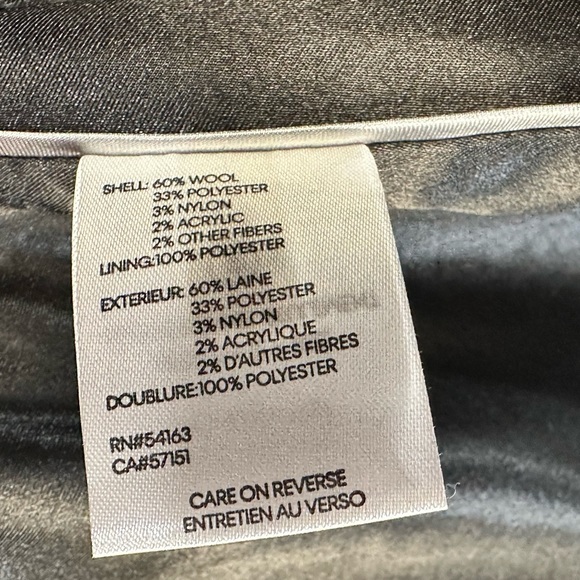 SHELL: 60% WOOL
33% POLYESTER
3% NYLON
2% ACRYLIC
2% OTHER FIBERS
LINING:100% POLYESTER
EXTERIEUR: 60% LAINE
33% POLYESTER
3% NYLON
2% ACRYLIQUE
2% D'AUTRES FIBRES
DOUBLURE:100% POLYESTER
RN#54163
CA#57151
CARE ON REVERSE
ENTRETIEN AU VERSO